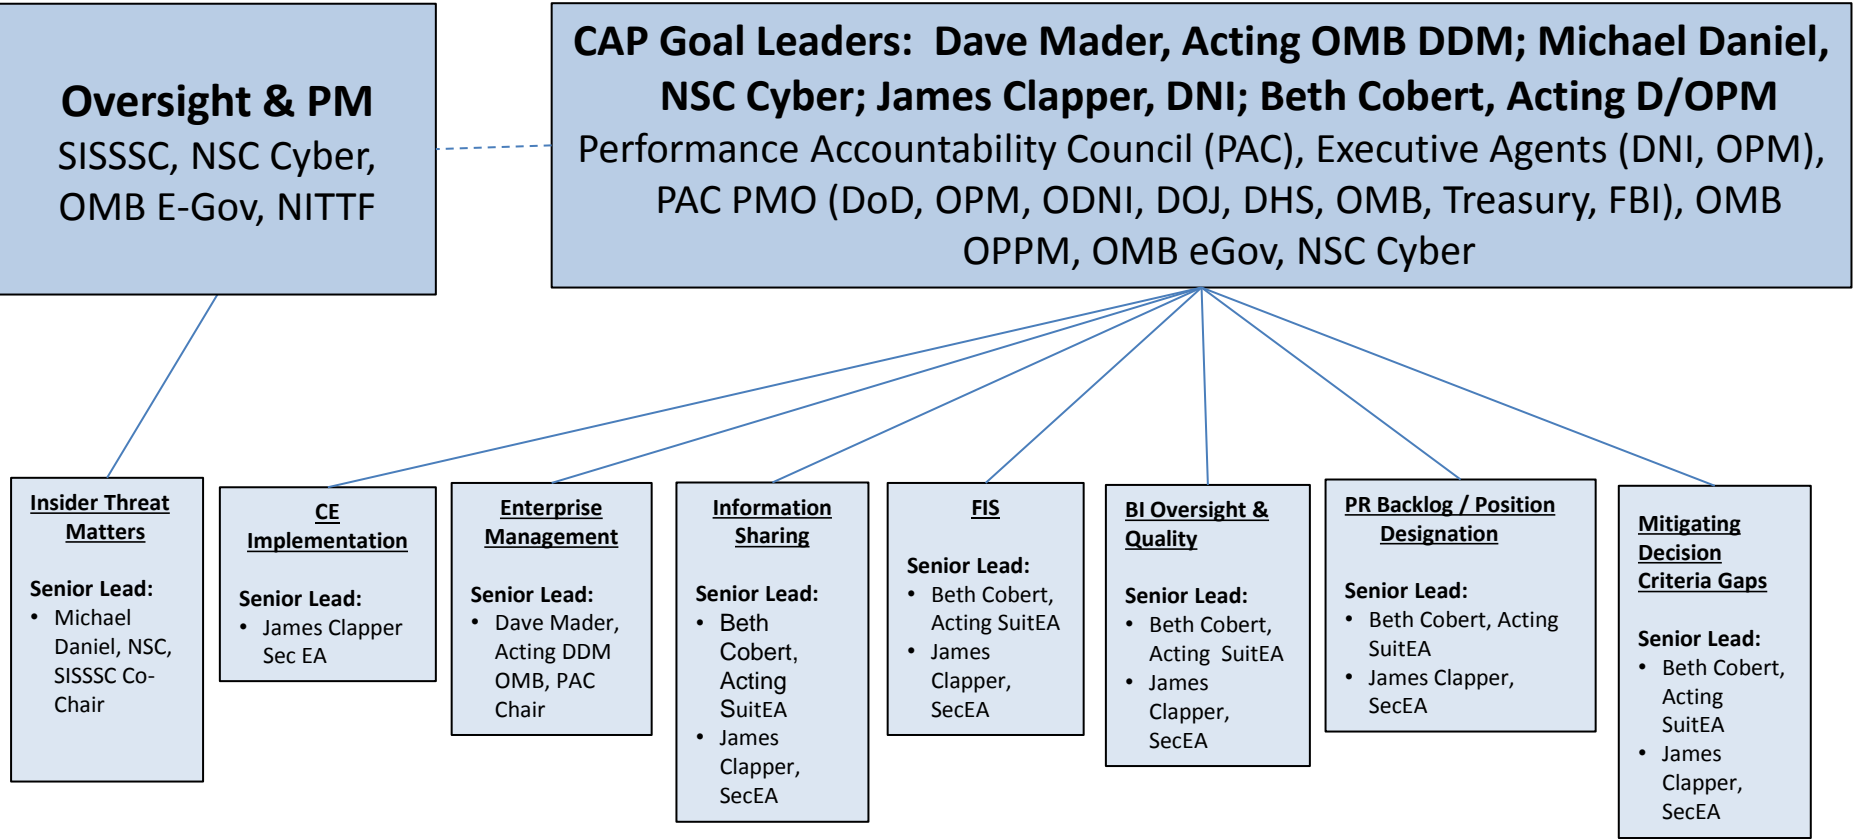 Oversight & PM
SISSSC, NSC Cyber,
OMB E-Gov, NITTF
CAP Goal Leaders:  Dave Mader, Acting OMB DDM; Michael Daniel,
NSC Cyber; James Clapper, DNI; Beth Cobert, Acting D/OPM
Performance Accountability Council (PAC), Executive Agents (DNI, OPM),
PAC PMO (DoD, OPM, ODNI, DOJ, DHS, OMB, Treasury, FBI), OMB
OPPM, OMB eGov, NSC Cyber
Insider Threat
Matters
Senior Lead:
• Michael
Daniel, NSC,
SISSSC Co-
Chair
CE
Implementation
Senior Lead:
• James Clapper
Sec EA
Enterprise
Management
Senior Lead:
• Dave Mader,
Acting DDM
OMB, PAC
Chair
Information
Sharing
Senior Lead:
• Beth
Cobert,
Acting
SuitEA
• James
Clapper,
SecEA
FIS
Senior Lead:
• Beth Cobert,
Acting SuitEA
• James
Clapper,
SecEA
BI Oversight &
Quality
Senior Lead:
• Beth Cobert,
Acting  SuitEA
• James
Clapper,
SecEA
PR Backlog / Position
Designation
Senior Lead:
• Beth Cobert, Acting
SuitEA
• James Clapper,
SecEA
Mitigating
Decision
Criteria Gaps
Senior Lead:
• Beth Cobert,
Acting
SuitEA
• James
Clapper,
SecEA